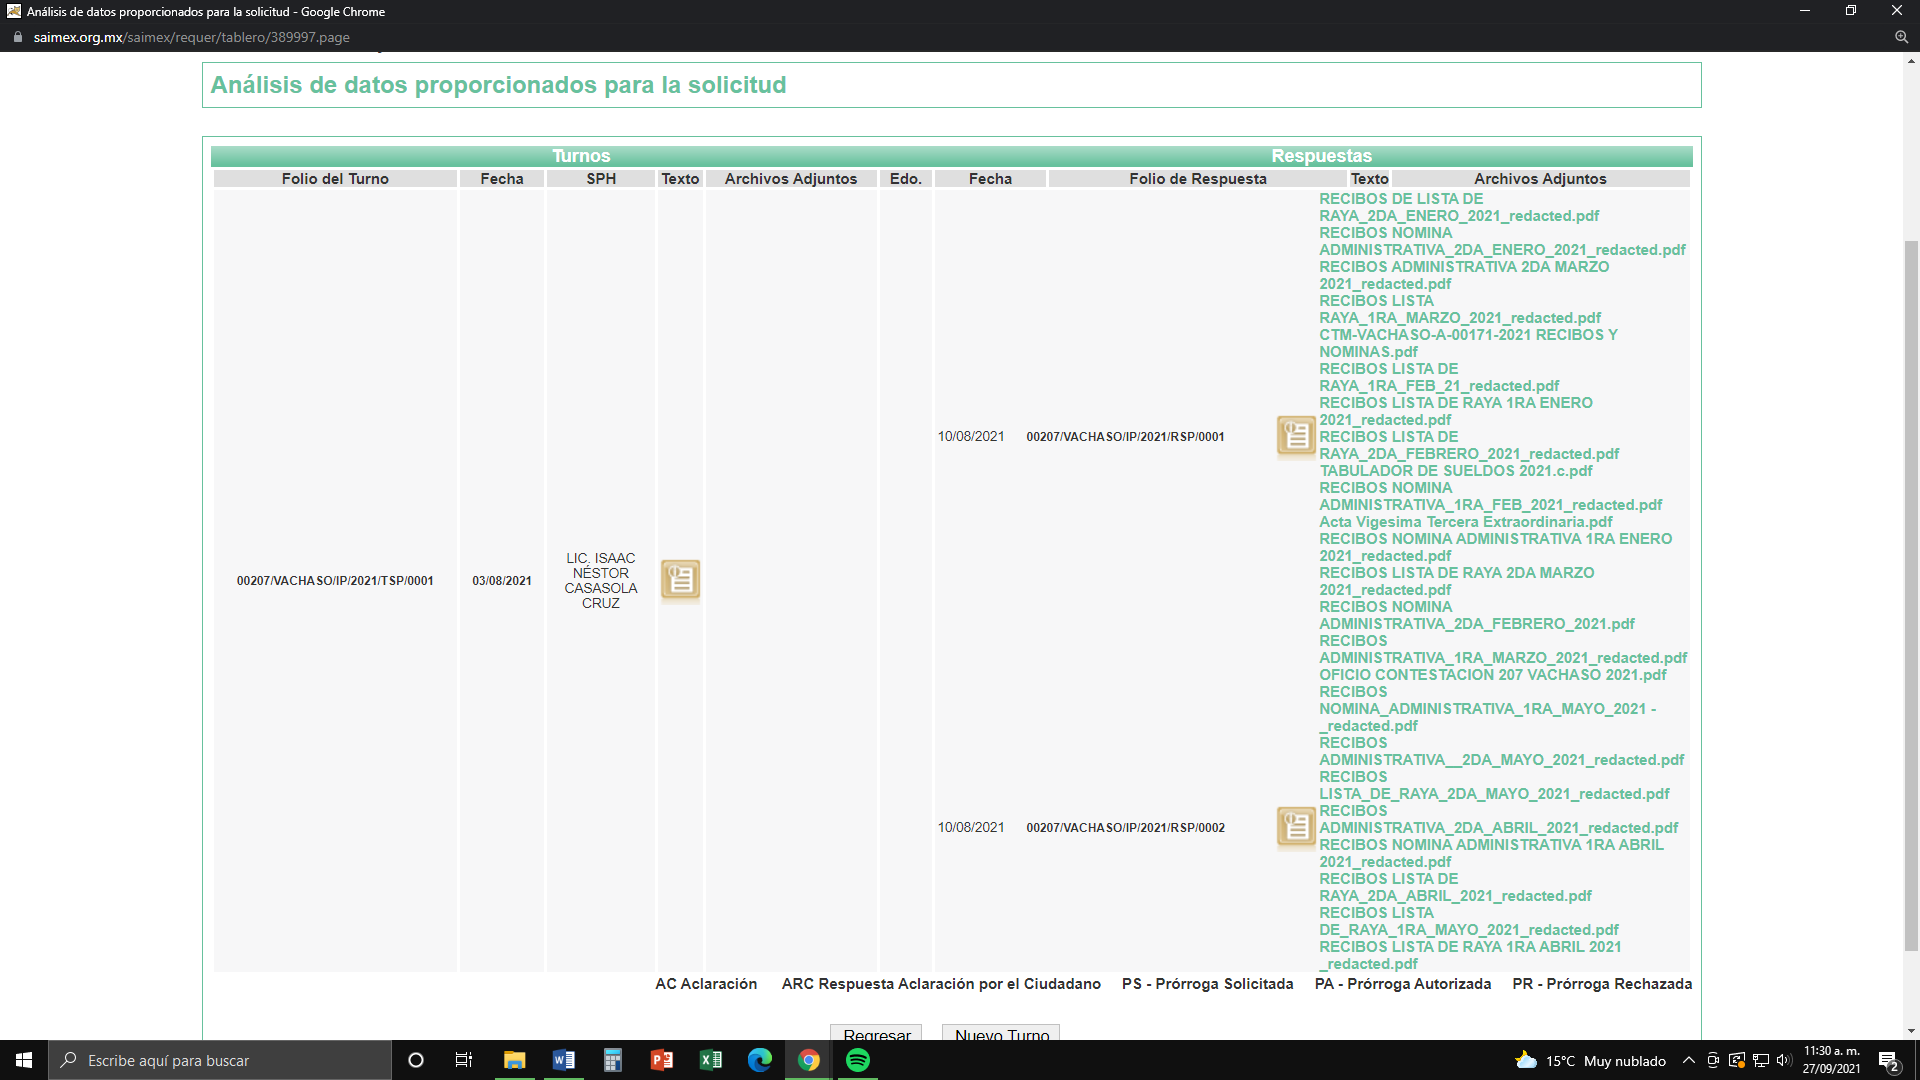 Análisis de datos proporcionados para la solicitud - Google Chrome
saimex.org.mx/saimex/requer/tablero/389997.page
Análisis de datos proporcionados para la solicitud
Turnos
Respuestas
Folio del Turno
Fecha
SPH
Texto
Archivos Adjuntos
Edo.
Fecha
Folio de Respuesta
Texto
Archivos Adjuntos
00207/VACHASO/IP/2021/TSP/0001
03/08/2021
LIC. ISAAC
NÉSTOR
CASASOLA
CRUZ
10/08/2021
00207/VACHASO/IP/2021/RSP/0001
RECIBOS DE LISTA DE
RAYA_2DA_ENERO_2021_redacted.pdf
RECIBOS NOMINA
ADMINISTRATIVA_2DA_ENERO_2021_redacted.pdf
RECIBOS ADMINISTRATIVA 2DA MARZO
2021_redacted.pdf
RECIBOS LISTA
RAYA_1RA_MARZO_2021_redacted.pdf
CTM-VACHASO-A-00171-2021 RECIBOS Y
NOMINAS.pdf
RECIBOS LISTA DE
RAYA_1RA_FEB_21_redacted.pdf
RECIBOS LISTA DE RAYA 1RA ENERO
2021_redacted.pdf
RECIBOS LISTA DE
RAYA_2DA_FEBRERO_2021_redacted.pdf
TABULADOR DE SUELDOS 2021.c.pdf
RECIBOS NOMINA
ADMINISTRATIVA_1RA_FEB_2021_redacted.pdf
Acta Vigesima Tercera Extraordinaria.pdf
RECIBOS NOMINA ADMINISTRATIVA 1RA ENERO
2021_redacted.pdf
RECIBOS LISTA DE RAYA 2DA MARZO
2021_redacted.pdf
RECIBOS NOMINA
ADMINISTRATIVA_2DA_FEBRERO_2021.pdf
RECIBOS
ADMINISTRATIVA_1RA_MARZO_2021_redacted.pdf
OFICIO CONTESTACION 207 VACHASO 2021.pdf
10/08/2021
00207/VACHASO/IP/2021/RSP/0002
RECIBOS
NOMINA_ADMINISTRATIVA_1RA_MAYO_2021 -
_redacted.pdf
RECIBOS
ADMINISTRATIVA__2DA_MAYO_2021_redacted.pdf
RECIBOS
LISTA_DE_RAYA_2DA_MAYO_2021_redacted.pdf
RECIBOS
ADMINISTRATIVA_2DA_ABRIL_2021_redacted.pdf
RECIBOS NOMINA ADMINISTRATIVA 1RA ABRIL
2021_redacted.pdf
RECIBOS LISTA DE
RAYA_2DA_ABRIL_2021_redacted.pdf
RECIBOS LISTA
DE_RAYA_1RA_MAYO_2021_redacted.pdf
RECIBOS LISTA DE RAYA 1RA ABRIL 2021
_redacted.pdf
AC Aclaración
ARC Respuesta Aclaración por el Ciudadano
PS - Prórroga Solicitada
PA - Prórroga Autorizada
PR - Prórroga Rechazada
Regresar
Nuevo Turno
Escribe aquí para buscar
15°C Muy nublado
11:30 a. m.
27/09/2021
2